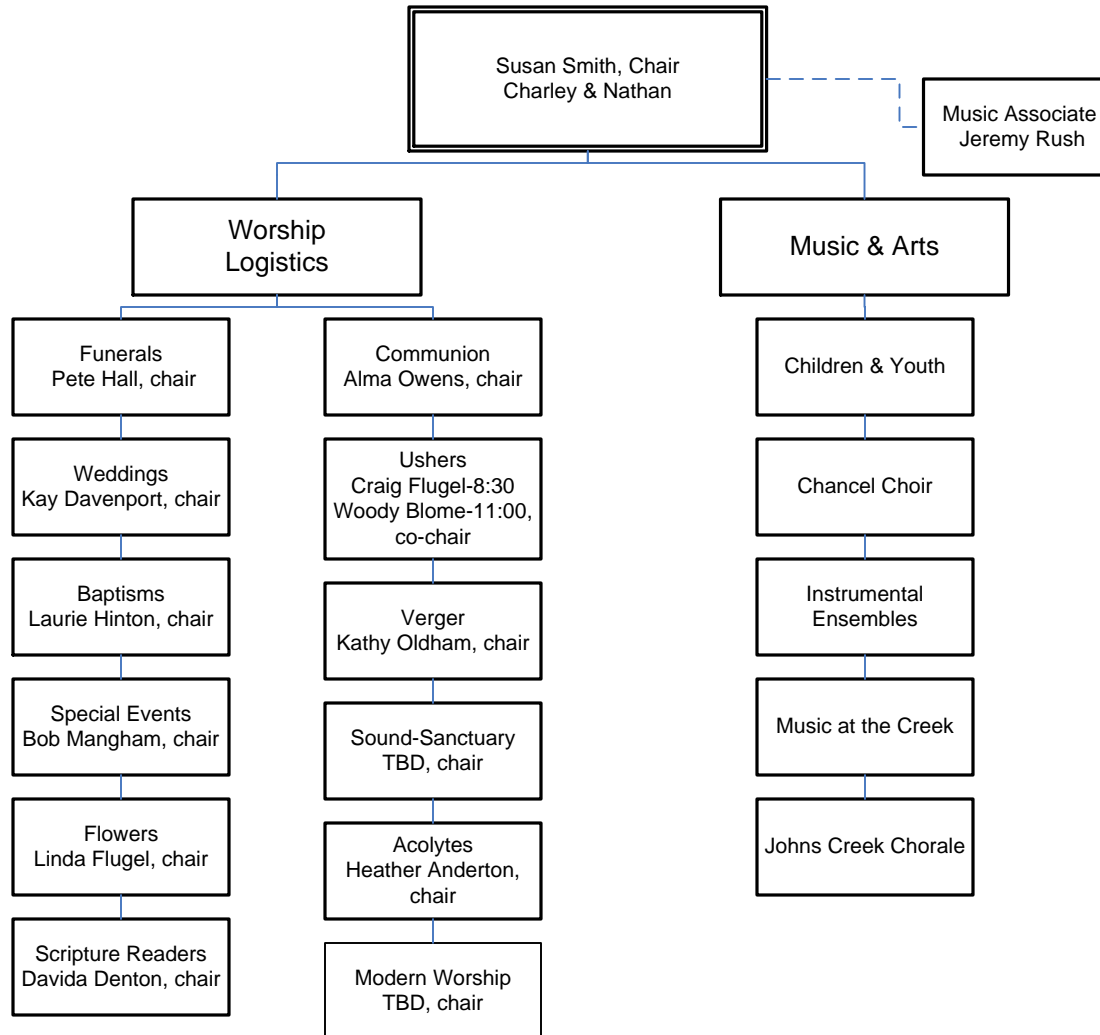 Susan Smith, Chair
Charley & Nathan
Music Associate
Jeremy Rush
Worship
Logistics
Music & Arts
Funerals
Pete Hall, chair
Weddings
Kay Davenport, chair
Baptisms
Laurie Hinton, chair
Special Events
Bob Mangham, chair
Flowers
Linda Flugel, chair
Scripture Readers
Davida Denton, chair
Communion
Alma Owens, chair
Ushers
Craig Flugel-8:30
Woody Blome-11:00,
co-chair
Verger
Kathy Oldham, chair
Sound-Sanctuary
TBD, chair
Acolytes
Heather Anderton,
chair
Modern Worship
TBD, chair
Children & Youth
Chancel Choir
Instrumental
Ensembles
Music at the Creek
Johns Creek Chorale